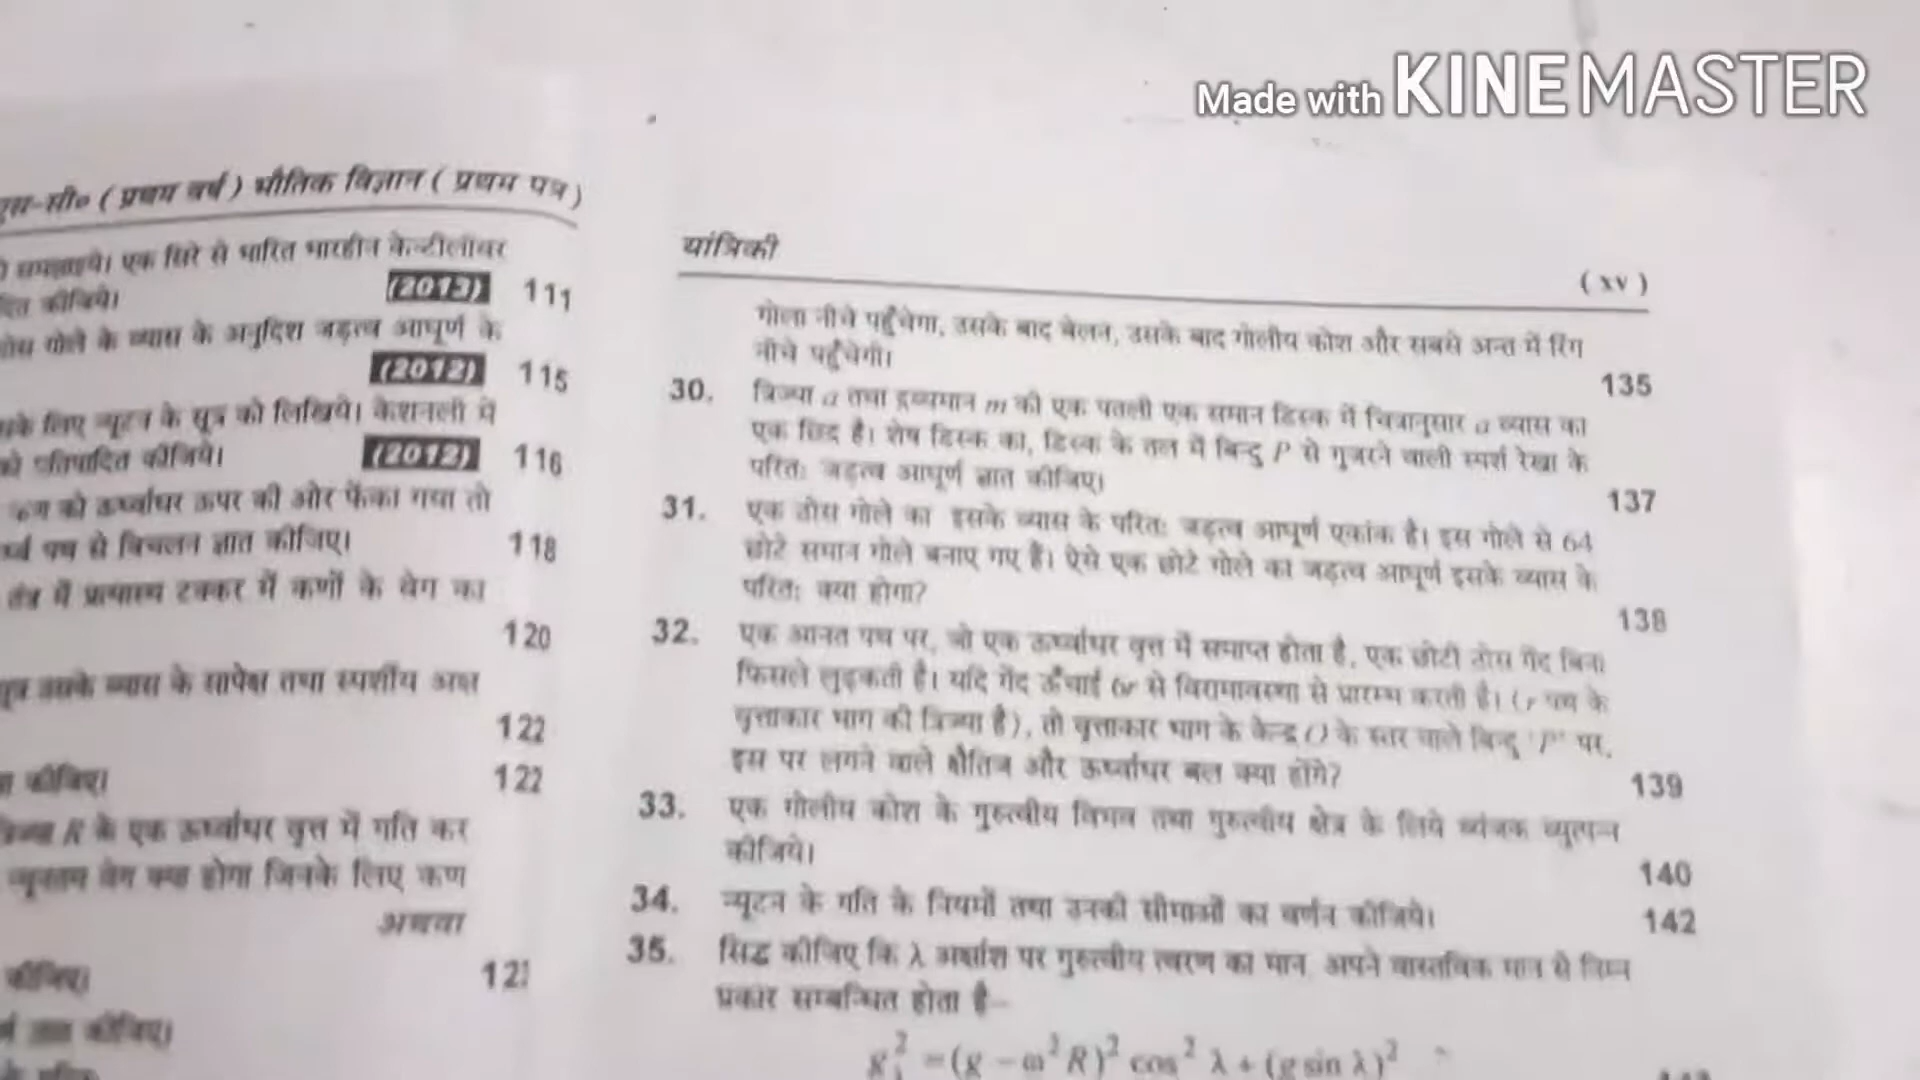 Made with KINEMASTER
एस-सी० ( प्रथम वर्ष ) भौतिक विज्ञान ( प्रथम पत्र )
समझाइये। एक सिरे से भारित भारहीन केन्टीलीवर
कीजिये। (2013) 111
गोले के व्यास के अनुदिश जड़त्व आघूर्ण के
(2012) 115
के लिए न्यूटन के सूत्र को लिखिये। केशनली में
प्रतिपादित कीजिये। (2012) 116
को ऊर्ध्वाधर ऊपर की ओर फेंका गया तो
पथ से विचलन ज्ञात कीजिए। 118
तंत्र में प्रत्यास्थ टक्कर में कणों के वेग का
120
उसके व्यास के सापेक्ष तथा स्पर्शीय अक्ष
122
कीजिए। 122
R के एक ऊर्ध्वाधर वृत्त में गति कर
न्यूनतम वेग क्या होगा जिनके लिए कण
अथवा
कीजिए। 12
ज्ञात कीजिए।
यांत्रिकी
( xv )
गोला नीचे पहुँचेगा, उसके बाद बेलन, उसके बाद गोलीय कोश और सबसे अन्त में रिंग
नीचे पहुँचेगी। 135
30. त्रिज्या a तथा द्रव्यमान m की एक पतली एक समान डिस्क में चित्रानुसार a व्यास का
एक छिद्र है। शेष डिस्क का, डिस्क के तल में बिन्दु P से गुजरने वाली स्पर्श रेखा के
परितः जड़त्व आघूर्ण ज्ञात कीजिए। 137
31. एक ठोस गोले का इसके व्यास के परितः जड़त्व आघूर्ण एकांक है। इस गोले से 64
छोटे समान गोले बनाए गए हैं। ऐसे एक छोटे गोले का जड़त्व आघूर्ण इसके व्यास के
परितः क्या होगा? 138
32. एक आनत पथ पर, जो एक ऊर्ध्वाधर वृत्त में समाप्त होता है, एक छोटी ठोस गेंद बिना
फिसले लुढ़कती है। यदि गेंद ऊँचाई 6r से विरामावस्था से प्रारम्भ करती है। (r पथ के
वृत्ताकार भाग की त्रिज्या है), तो वृत्ताकार भाग के केन्द्र O के स्तर वाले बिन्दु 'P' पर,
इस पर लगने वाले क्षैतिज और ऊर्ध्वाधर बल क्या होंगे? 139
33. एक गोलीय कोश के गुरुत्वीय विभव तथा गुरुत्वीय क्षेत्र के लिये व्यंजक व्युत्पन्न
कीजिये। 140
34. न्यूटन के गति के नियमों तथा उनकी सीमाओं का वर्णन कीजिये। 142
35. सिद्ध कीजिए कि λ अक्षांश पर गुरुत्वीय त्वरण का मान अपने वास्तविक मान से निम्न
प्रकार सम्बन्धित होता है–
g² = (g − ω²R)² cos² λ + (g sin λ)²